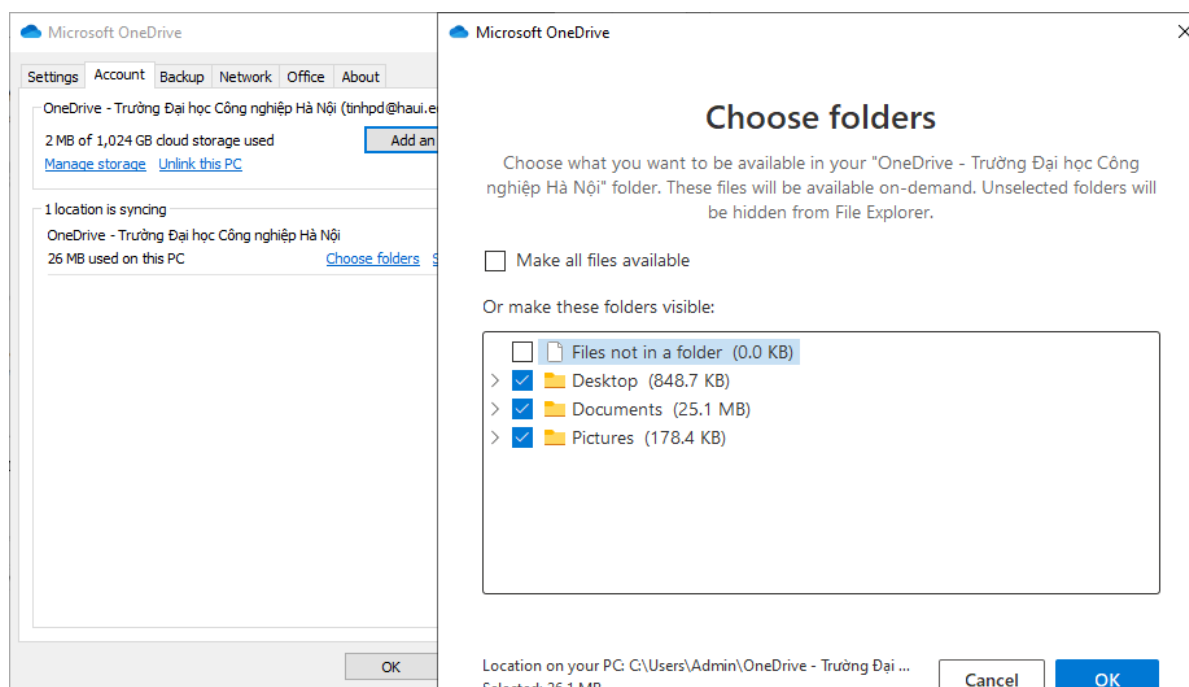 Microsoft OneDrive
Settings Account Backup Network Office About
OneDrive - Trường Đại học Công nghiệp Hà Nội (tinhpd@haui.e
2 MB of 1,024 GB cloud storage used
Add an
Manage storage Unlink this PC
1 location is syncing
OneDrive - Trường Đại học Công nghiệp Hà Nội
26 MB used on this PC
Choose folders
OK
Microsoft OneDrive
Choose folders
Choose what you want to be available in your "OneDrive - Trường Đại học Công
nghiệp Hà Nội" folder. These files will be available on-demand. Unselected folders will
be hidden from File Explorer.
Make all files available
Or make these folders visible:
Files not in a folder (0.0 KB)
Desktop (848.7 KB)
Documents (25.1 MB)
Pictures (178.4 KB)
Location on your PC: C:\Users\Admin\OneDrive - Trường Đại ...
Selected: 26.1 MB
Cancel
OK